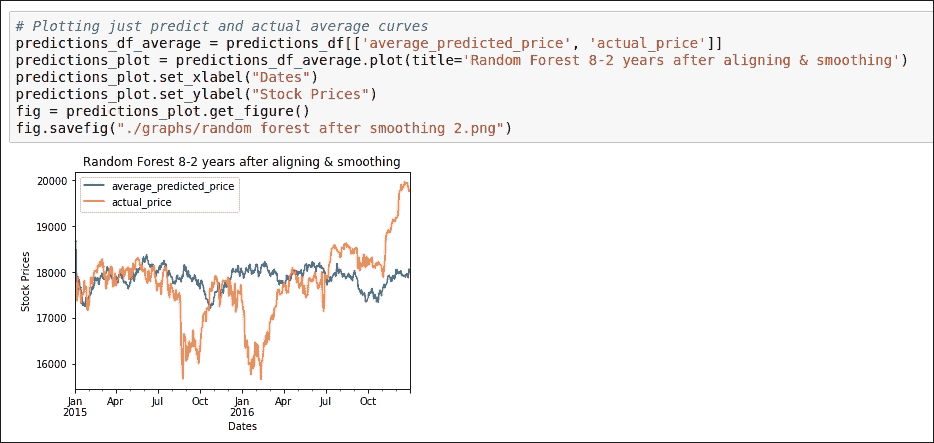 # Plotting just predict and actual average curves
predictions_df_average = predictions_df[['average_predicted_price', 'actual_price']]
predictions_plot = predictions_df_average.plot(title='Random Forest 8-2 years after aligning & smoothing')
predictions_plot.set_xlabel("Dates")
predictions_plot.set_ylabel("Stock Prices")
fig = predictions_plot.get_figure()
fig.savefig("./graphs/random forest after smoothing 2.png")
Random Forest 8-2 years after aligning & smoothing
average_predicted_price
actual_price
20000
19000
18000
17000
16000
Stock Prices
Jan Apr Jul Oct Jan Apr Jul Oct
2015 2016
Dates